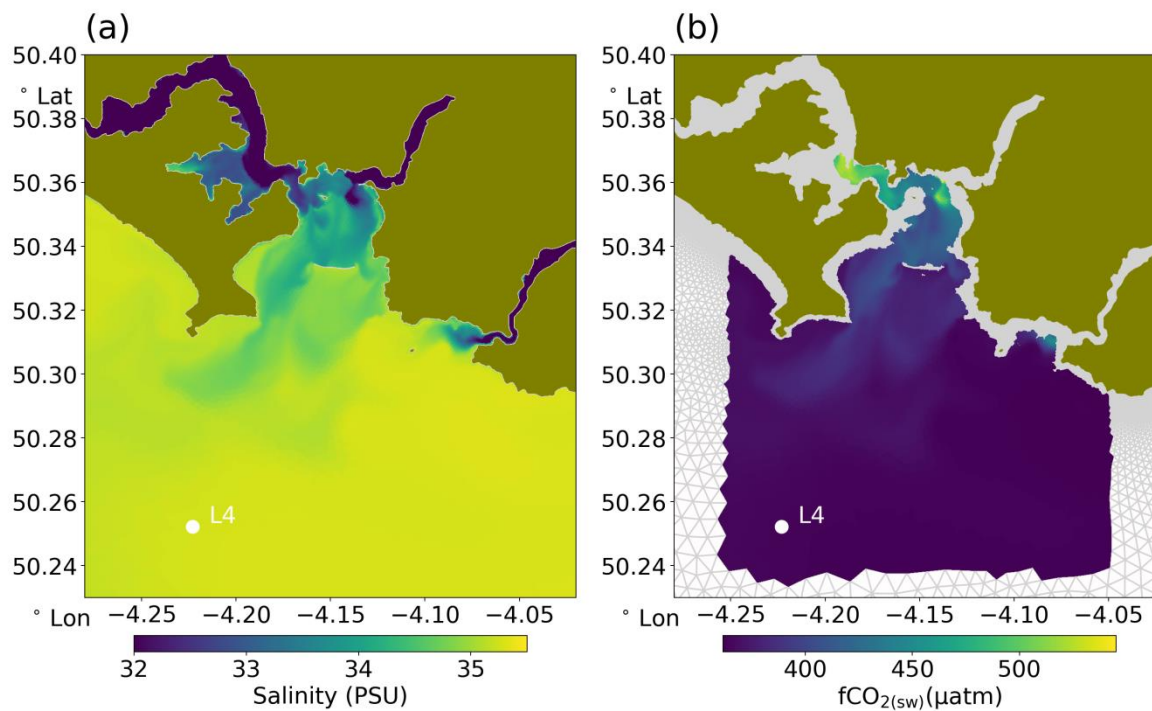 (a)
50.40
° Lat
50.38
50.36
50.34
50.32
50.30
50.28
50.26
50.24
L4
° Lon
−4.25 −4.20 −4.15 −4.10 −4.05
32 33 34 35
Salinity (PSU)
(b)
50.40
° Lat
50.38
50.36
50.34
50.32
50.30
50.28
50.26
50.24
L4
° Lon
−4.25 −4.20 −4.15 −4.10 −4.05
400 450 500
fCO₂₍sw₎(μatm)